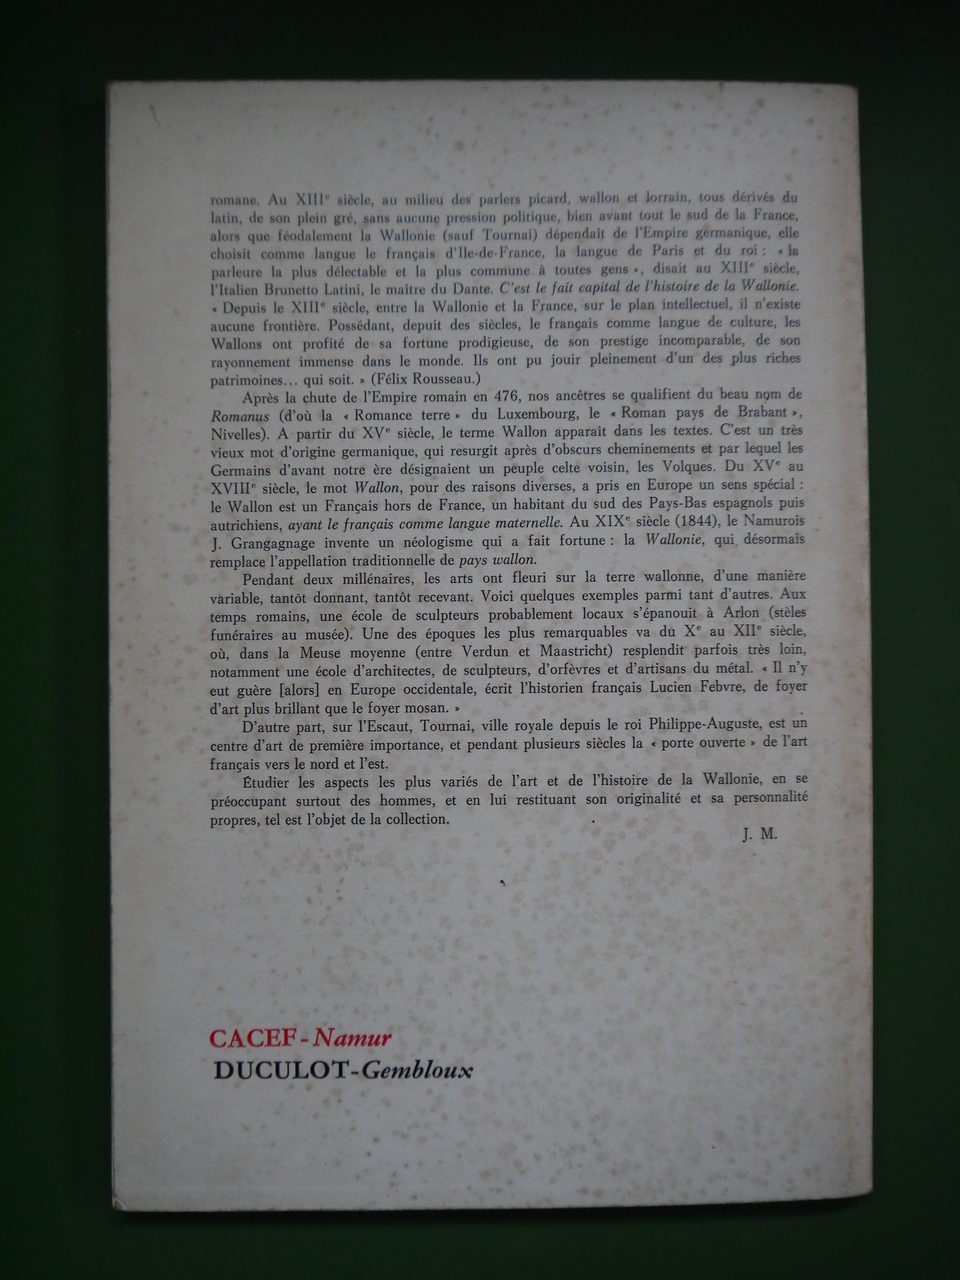 romane. Au XIIIe siècle, au milieu des parlers picard, wallon et lorrain, tous dérivés du
latin, de son plein gré, sans aucune pression politique, bien avant tout le sud de la France,
alors que féodalement la Wallonie (sauf Tournai) dépendait de l'Empire germanique, elle
choisit comme langue le français d'Ile-de-France, la langue de Paris et du roi : « la
parleure la plus délectable et la plus commune à toutes gens », disait au XIIIe siècle,
l'Italien Brunetto Latini, le maître du Dante. C'est le fait capital de l'histoire de la Wallonie.
« Depuis le XIIIe siècle, entre la Wallonie et la France, sur le plan intellectuel, il n'existe
aucune frontière. Possédant, depuit des siècles, le français comme langue de culture, les
Wallons ont profité de sa fortune prodigieuse, de son prestige incomparable, de son
rayonnement immense dans le monde. Ils ont pu jouir pleinement d'un des plus riches
patrimoines... qui soit. » (Félix Rousseau.)
Après la chute de l'Empire romain en 476, nos ancêtres se qualifient du beau nom de
Romanus (d'où la « Romance terre » du Luxembourg, le « Roman pays de Brabant »,
Nivelles). A partir du XVe siècle, le terme Wallon apparaît dans les textes. C'est un très
vieux mot d'origine germanique, qui resurgit après d'obscurs cheminements et par lequel les
Germains d'avant notre ère désignaient un peuple celte voisin, les Volques. Du XVe au
XVIIIe siècle, le mot Wallon, pour des raisons diverses, a pris en Europe un sens spécial :
le Wallon est un Français hors de France, un habitant du sud des Pays-Bas espagnols puis
autrichiens, ayant le français comme langue maternelle. Au XIXe siècle (1844), le Namurois
J. Grangagnage invente un néologisme qui a fait fortune : la Wallonie, qui désormais
remplace l'appellation traditionnelle de pays wallon.
Pendant deux millénaires, les arts ont fleuri sur la terre wallonne, d'une manière
variable, tantôt donnant, tantôt recevant. Voici quelques exemples parmi tant d'autres. Aux
temps romains, une école de sculpteurs probablement locaux s'épanouit à Arlon (stèles
funéraires au musée). Une des époques les plus remarquables va du Xe au XIIe siècle,
où, dans la Meuse moyenne (entre Verdun et Maastricht) resplendit parfois très loin,
notamment une école d'architectes, de sculpteurs, d'orfèvres et d'artisans du métal. « Il n'y
eut guère [alors] en Europe occidentale, écrit l'historien français Lucien Febvre, de foyer
d'art plus brillant que le foyer mosan. »
D'autre part, sur l'Escaut, Tournai, ville royale depuis le roi Philippe-Auguste, est un
centre d'art de première importance, et pendant plusieurs siècles la « porte ouverte » de l'art
français vers le nord et l'est.
Étudier les aspects les plus variés de l'art et de l'histoire de la Wallonie, en se
préoccupant surtout des hommes, et en lui restituant son originalité et sa personnalité
propres, tel est l'objet de la collection.
J. M.
CACEF-Namur
DUCULOT-Gembloux